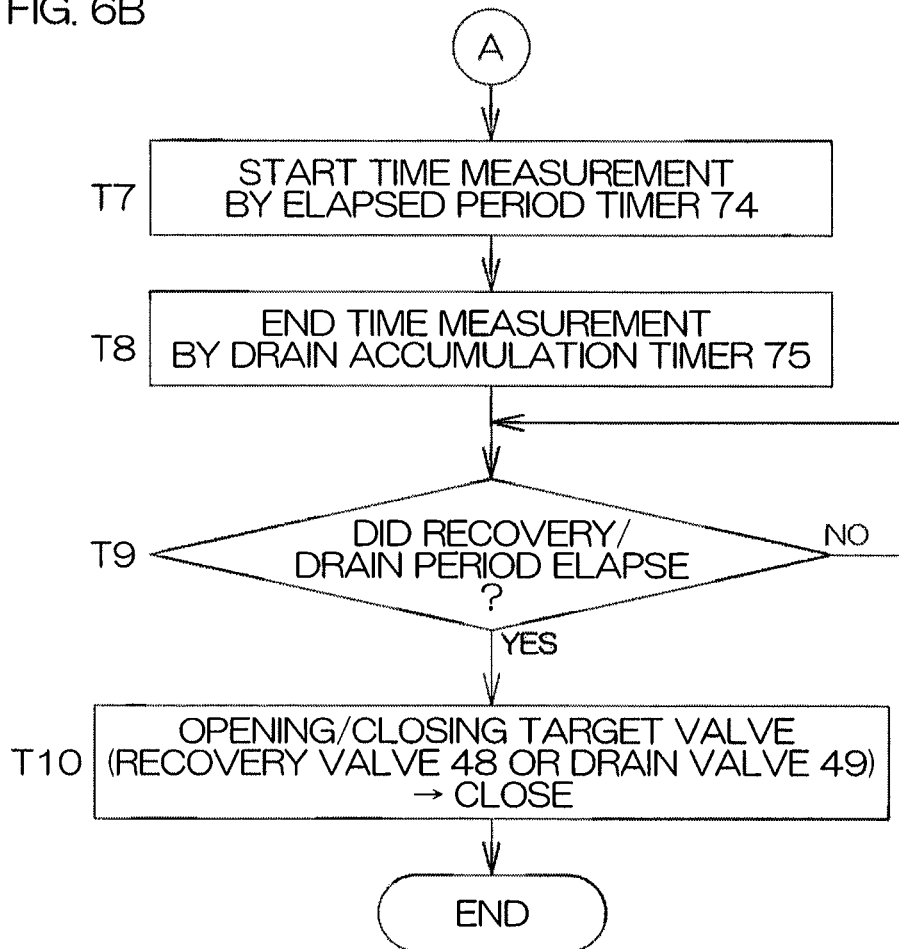 FIG. 6B
A
T7
START TIME MEASUREMENT
BY ELAPSED PERIOD TIMER 74
T8
END TIME MEASUREMENT
BY DRAIN ACCUMULATION TIMER 75
T9
DID RECOVERY/
DRAIN PERIOD ELAPSE
?
NO
YES
T10
OPENING/CLOSING TARGET VALVE
(RECOVERY VALVE 48 OR DRAIN VALVE 49)
→ CLOSE
END